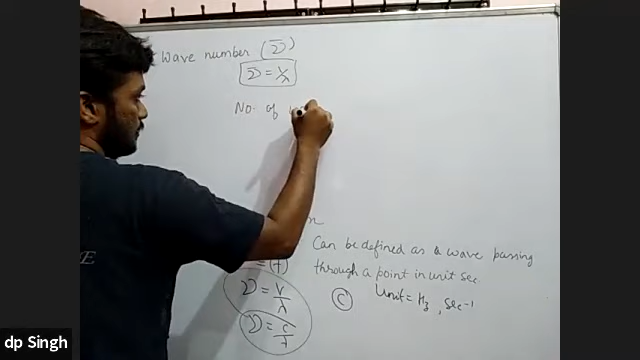 Wave number (ν̄)
ν̄ = 1/λ
No. of
Can be defined as a wave passing
through a point in unit sec.
Unit = Hz, sec⁻¹
(f)
ν = v/λ
c
ν = c/f
dp Singh